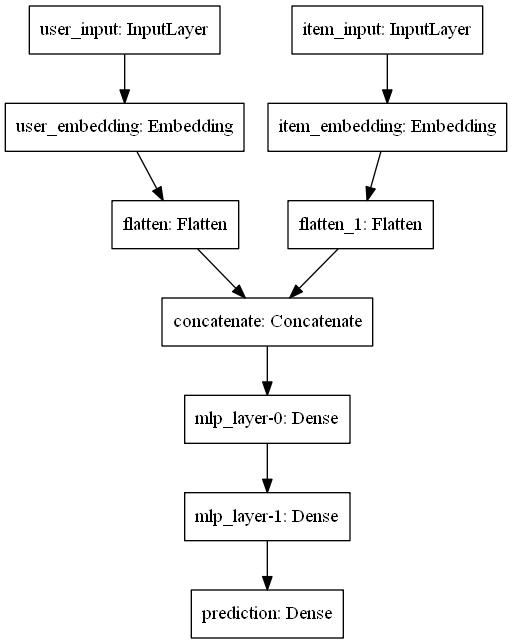 user_input: InputLayer
item_input: InputLayer
user_embedding: Embedding
item_embedding: Embedding
flatten: Flatten
flatten_1: Flatten
concatenate: Concatenate
mlp_layer-0: Dense
mlp_layer-1: Dense
prediction: Dense